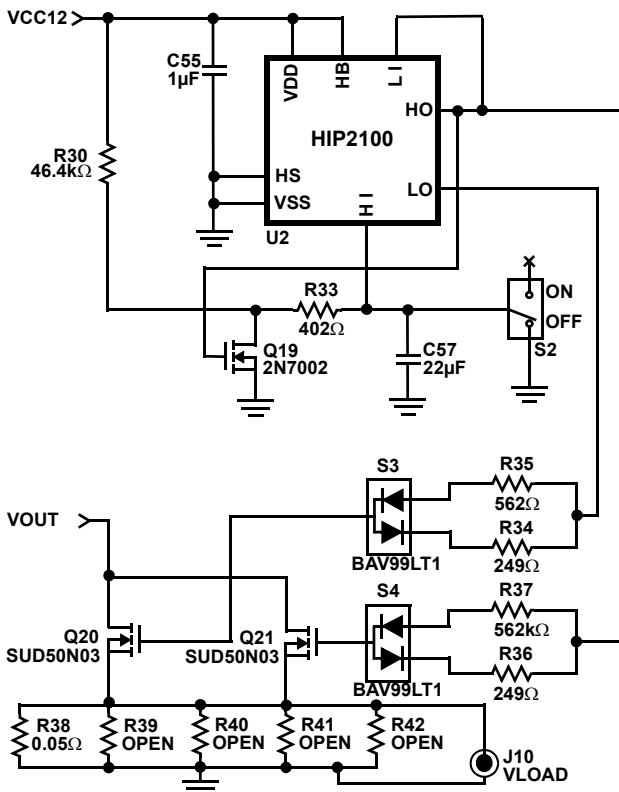 VCC12
C55
1µF
VDD
HB
LI
HO
R30
46.4kΩ
HIP2100
HS
LO
VSS
HI
U2
R33
402Ω
ON
OFF
S2
Q19
2N7002
C57
22µF
S3
R35
562Ω
VOUT
R34
249Ω
BAV99LT1
S4
R37
562kΩ
Q20
SUD50N03
Q21
SUD50N03
R36
249Ω
BAV99LT1
R38
0.05Ω
R39
OPEN
R40
OPEN
R41
OPEN
R42
OPEN
J10
VLOAD